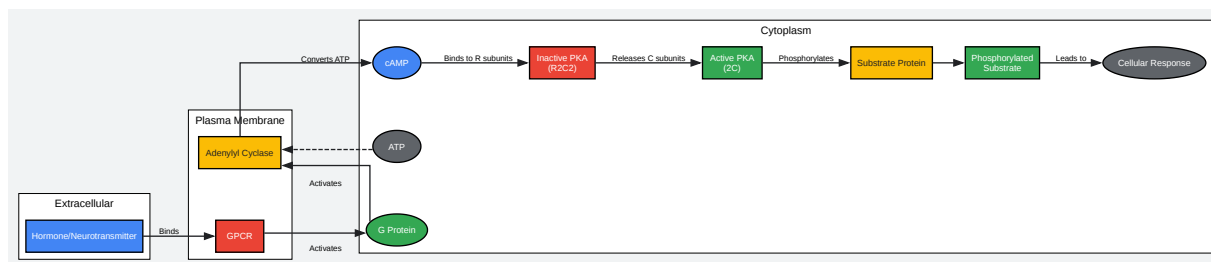 Cytoplasm
Converts ATP
cAMP
Binds to R subunits
Inactive PKA
(R2C2)
Releases C subunits
Active PKA
(2C)
Phosphorylates
Substrate Protein
Phosphorylated
Substrate
Leads to
Cellular Response
Plasma Membrane
Adenylyl Cyclase
ATP
Activates
Extracellular
Hormone/Neurotransmitter
Binds
GPCR
Activates
G Protein